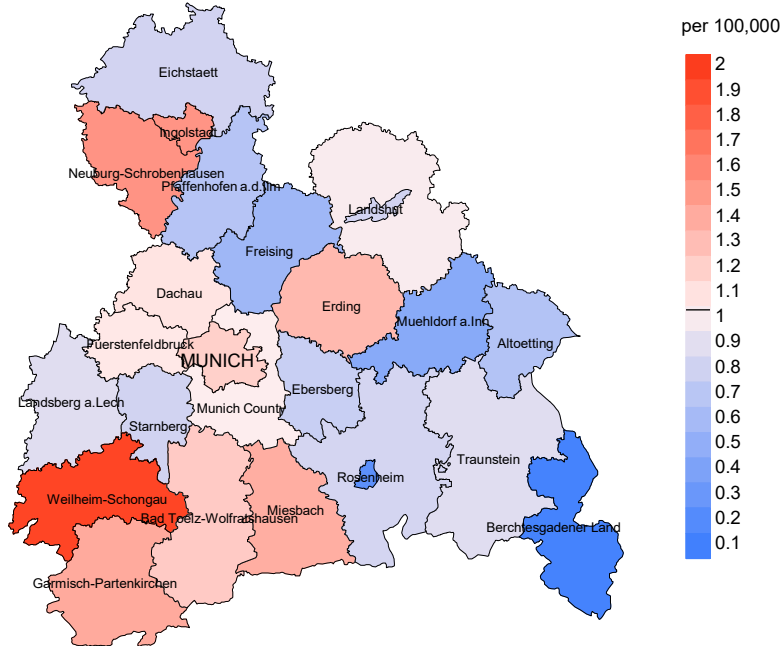 per 100,000
Eichstaett
Ingolstadt
Neuburg-Schrobenhausen
Pfaffenhofen a.d.Ilm
Landshut
Freising
Dachau
Erding
Muehldorf a.Inn
Altoetting
Fuerstenfeldbruck
MUNICH
Ebersberg
Landsberg a.Lech
Munich County
Starnberg
Traunstein
Rosenheim
Weilheim-Schongau
Bad Toelz-Wolfratshausen
Miesbach
Berchtesgadener Land
Garmisch-Partenkirchen
2
1.9
1.8
1.7
1.6
1.5
1.4
1.3
1.2
1.1
1
0.9
0.8
0.7
0.6
0.5
0.4
0.3
0.2
0.1